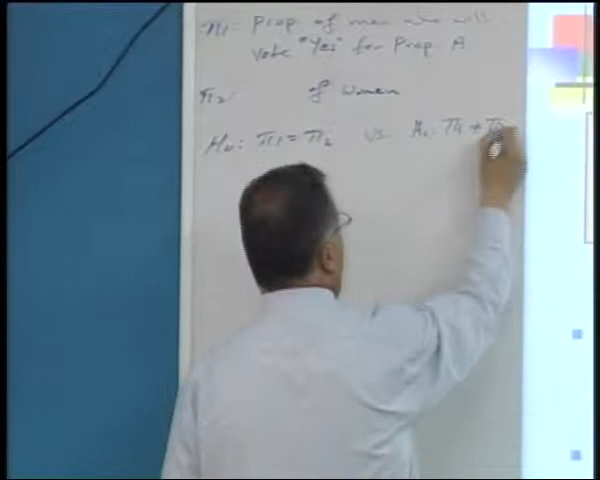 π1: Prop. of men who will
vote "Yes" for Prop. A
π2: of women
H0: π1 = π2 vs H1: π1 ≠ π2